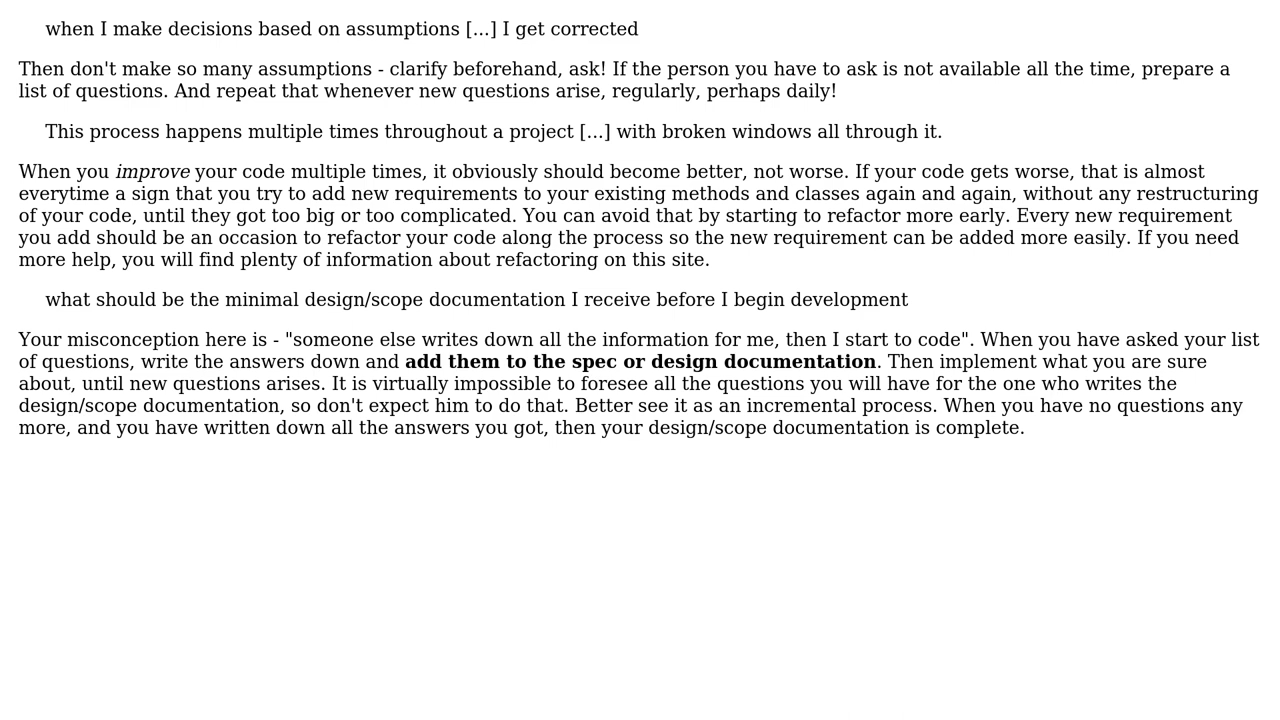 when I make decisions based on assumptions [...] I get corrected
Then don't make so many assumptions - clarify beforehand, ask! If the person you have to ask is not available all the time, prepare a
list of questions. And repeat that whenever new questions arise, regularly, perhaps daily!
This process happens multiple times throughout a project [...] with broken windows all through it.
When you improve your code multiple times, it obviously should become better, not worse. If your code gets worse, that is almost
everytime a sign that you try to add new requirements to your existing methods and classes again and again, without any restructuring
of your code, until they got too big or too complicated. You can avoid that by starting to refactor more early. Every new requirement
you add should be an occasion to refactor your code along the process so the new requirement can be added more easily. If you need
more help, you will find plenty of information about refactoring on this site.
what should be the minimal design/scope documentation I receive before I begin development
Your misconception here is - "someone else writes down all the information for me, then I start to code". When you have asked your list
of questions, write the answers down and add them to the spec or design documentation. Then implement what you are sure
about, until new questions arises. It is virtually impossible to foresee all the questions you will have for the one who writes the
design/scope documentation, so don't expect him to do that. Better see it as an incremental process. When you have no questions any
more, and you have written down all the answers you got, then your design/scope documentation is complete.